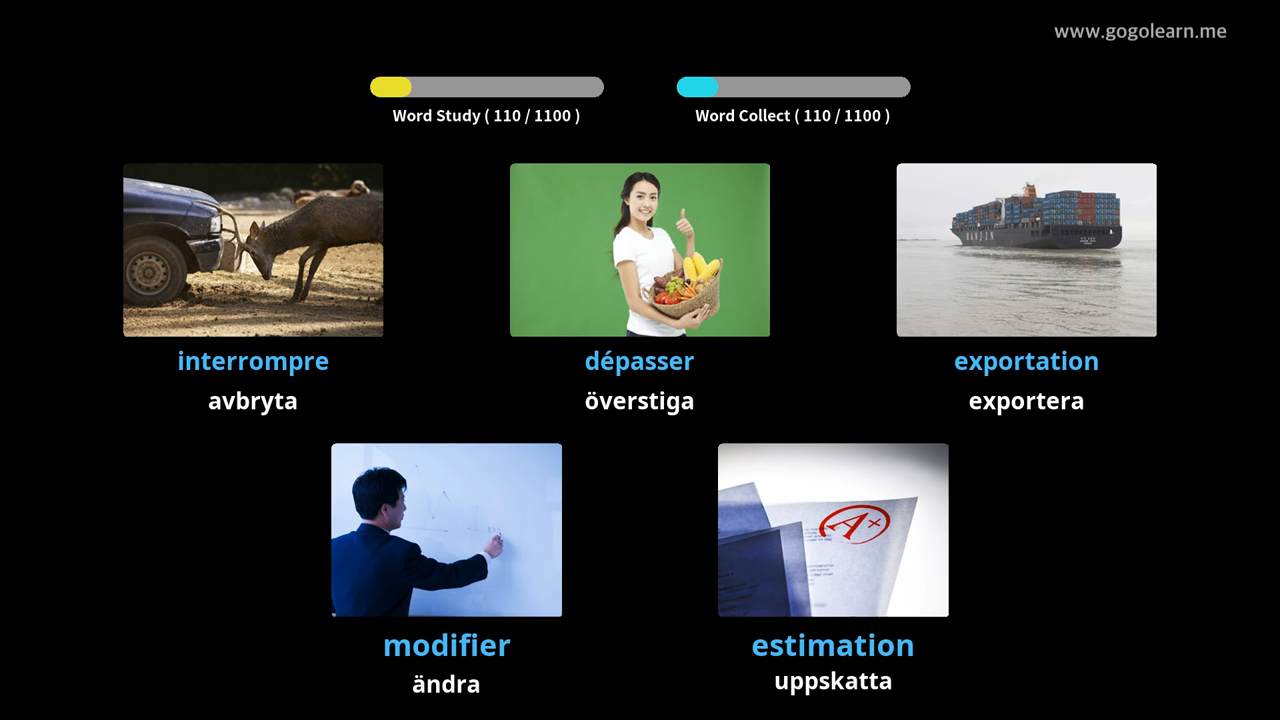 www.gogolearn.me
Word Study ( 110 / 1100 )
Word Collect ( 110 / 1100 )
HANJIN
interrompre
dépasser
exportation
avbryta
överstiga
exportera
A+
modifier
estimation
ändra
uppskatta